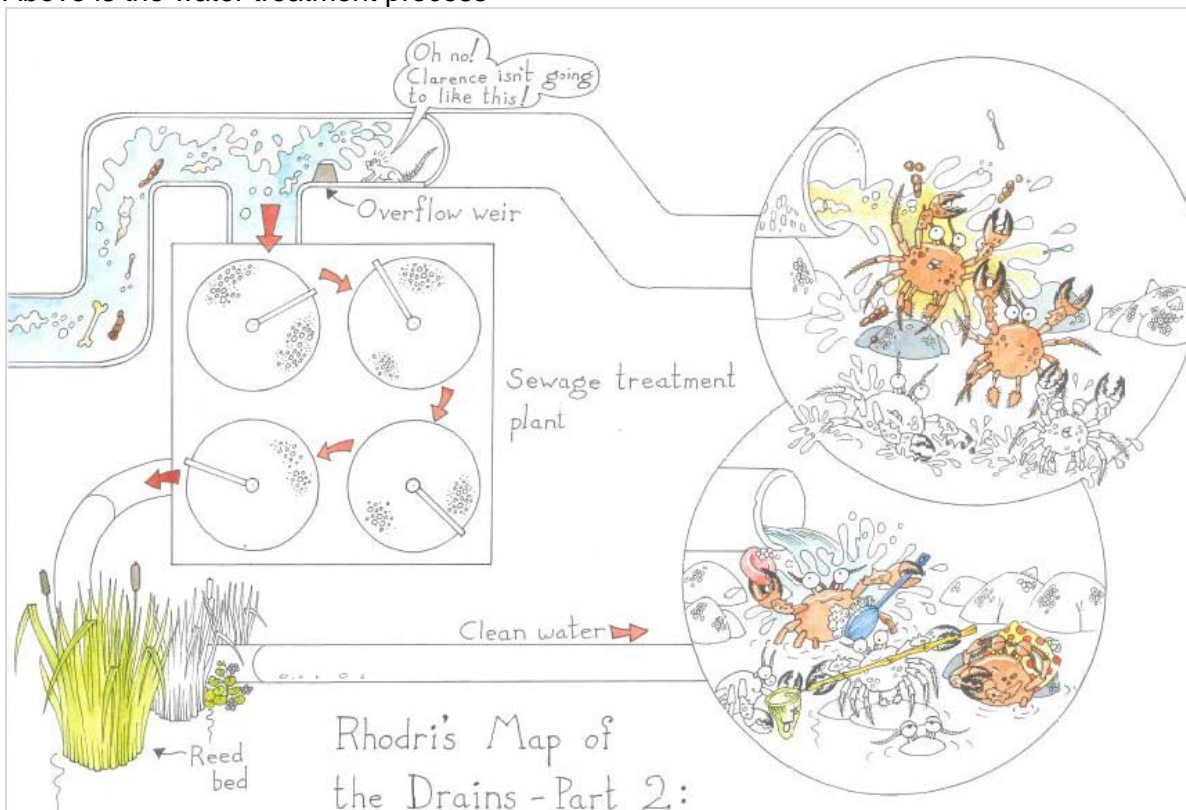 Above is the water treatment process
Oh no!
Clarence isn't going
to like this!
Overflow weir
Sewage treatment
plant
Clean water
Reed
bed
Rhodri's Map of
the Drains - Part 2: